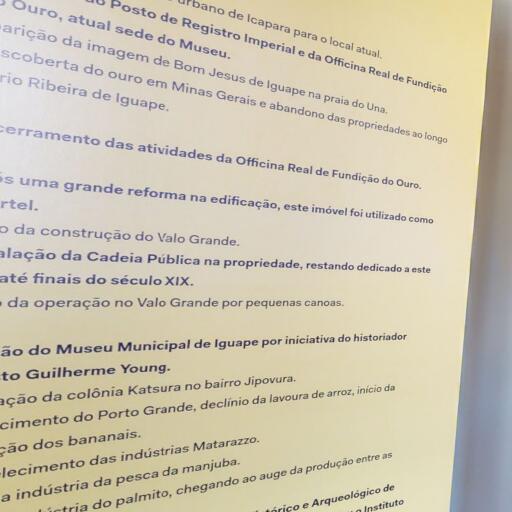 urbano de Icapara para o local atual.
Posto de Registro Imperial e da Officina Real de Fundição
Ouro, atual sede do Museu.
arição da imagem de Bom Jesus de Iguape na praia do Una.
scoberta do ouro em Minas Gerais e abandono das propriedades ao longo
rio Ribeira de Iguape.
cerramento das atividades da Officina Real de Fundição do Ouro.
s uma grande reforma na edificação, este imóvel foi utilizado como
rtel.
o da construção do Valo Grande.
alação da Cadeia Pública na propriedade, restando dedicado a este
até finais do século XIX.
da operação no Valo Grande por pequenas canoas.
ão do Museu Municipal de Iguape por iniciativa do historiador
to Guilherme Young.
ação da colônia Katsura no bairro Jipovura.
cimento do Porto Grande, declínio da lavoura de arroz, início da
ção dos bananais.
elecimento das indústrias Matarazzo.
a indústria da pesca da manjuba.
stria do palmito, chegando ao auge da produção entre as
tórico e Arqueológico de
o Instituto